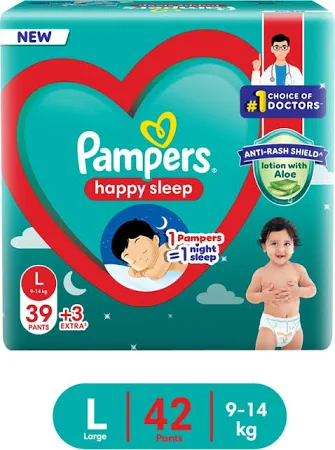 NEW
#1 CHOICE OF
DOCTORS^
Pampers®
happy sleep
ANTI-RASH SHIELD^
lotion with
Aloe
1 Pampers
=1 night
sleep
L
9-14 kg
39
PANTS
+3
EXTRA
L
Large
42
Pants
9-14
kg